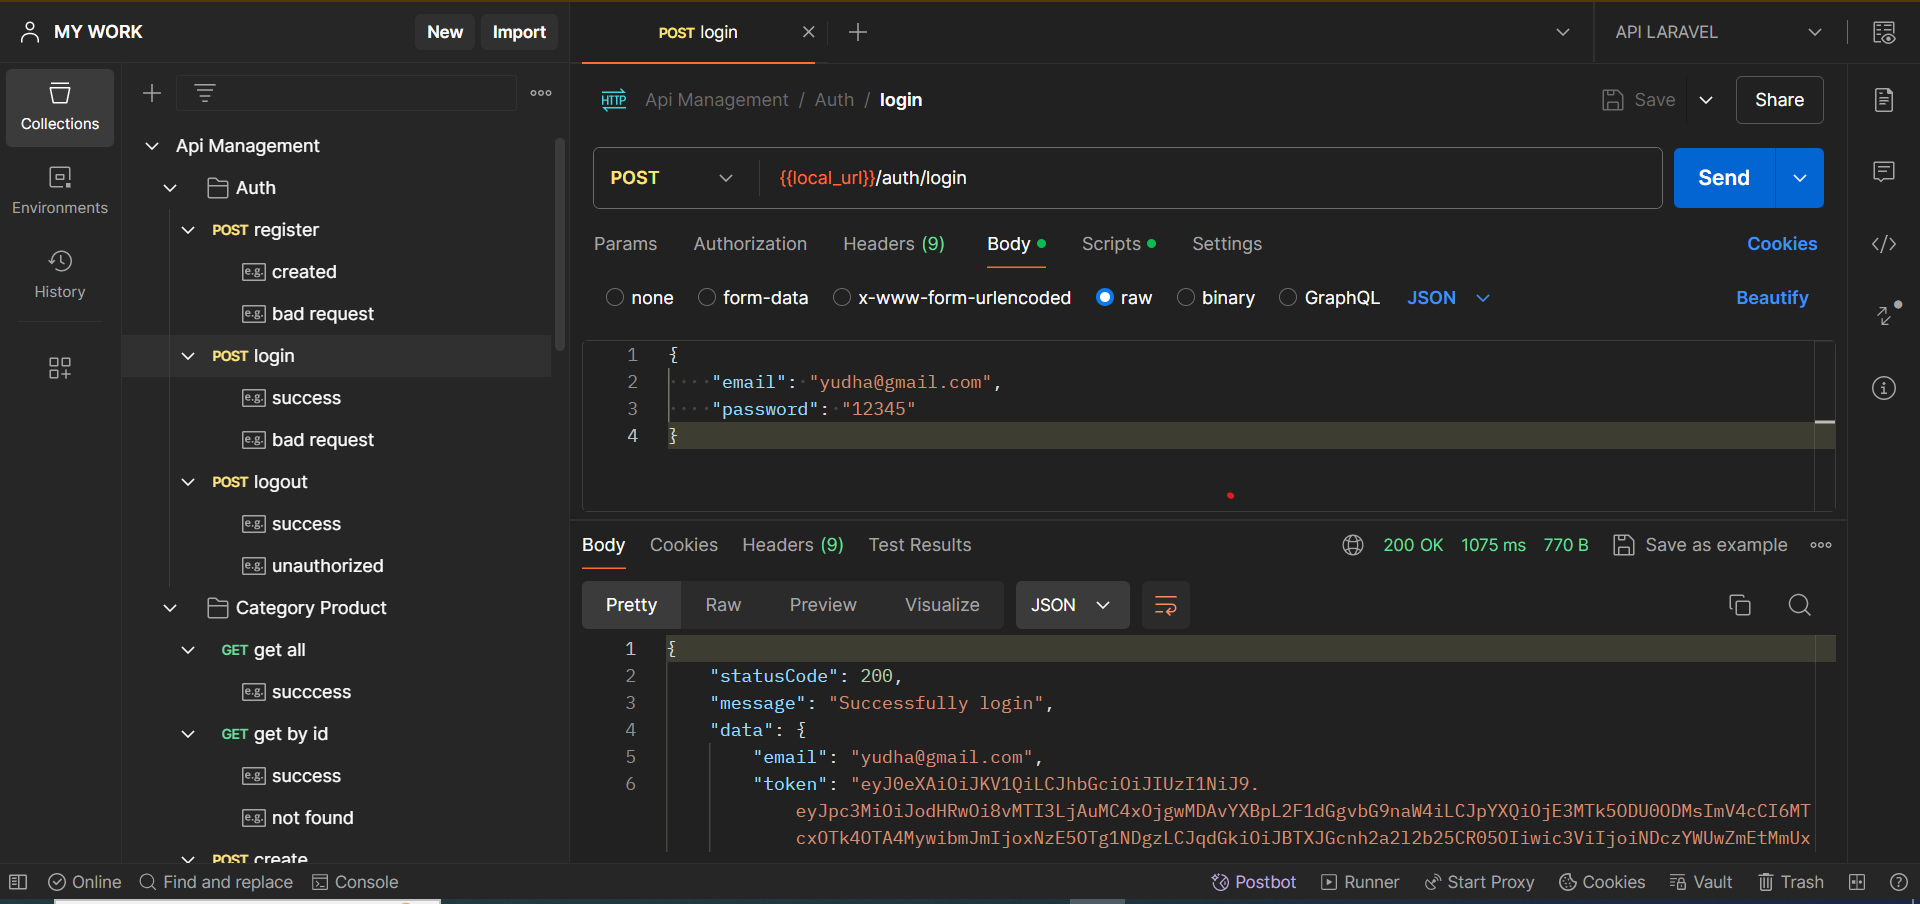 MY WORK
New
Import
POST login
API LARAVEL
Collections
Environments
History
Api Management
Auth
POST register
e.g. created
e.g. bad request
POST login
e.g. success
e.g. bad request
POST logout
e.g. success
e.g. unauthorized
Category Product
GET get all
e.g. succcess
GET get by id
e.g. success
e.g. not found
POST create
HTTP Api Management / Auth / login
Save
Share
POST {{local_url}}/auth/login
Send
Params Authorization Headers (9) Body Scripts Settings Cookies
none form-data x-www-form-urlencoded raw binary GraphQL JSON Beautify
1 {
2 "email": "yudha@gmail.com",
3 "password": "12345"
4 }
Body Cookies Headers (9) Test Results 200 OK 1075 ms 770 B Save as example
Pretty Raw Preview Visualize JSON
1 {
2 "statusCode": 200,
3 "message": "Successfully login",
4 "data": {
5 "email": "yudha@gmail.com",
6 "token": "eyJ0eXAiOiJKV1QiLCJhbGciOiJIUzI1NiJ9.
eyJpc3MiOiJodHRwOi8vMTI3LjAuMC4xOjgwMDAvYXBpL2F1dGgvbG9naW4iLCJpYXQiOjE3MTk5ODU0ODMsImV4cCI6MT
cxOTk4OTA4MywibmJmIjoxNzE5OTg1NDgzLCJqdGkiOiJBTXJGcnh2a2l2b25CR05OIiwic3ViIjoiNDczYWUwZmEtMmUx
Online Find and replace Console Postbot Runner Start Proxy Cookies Vault Trash